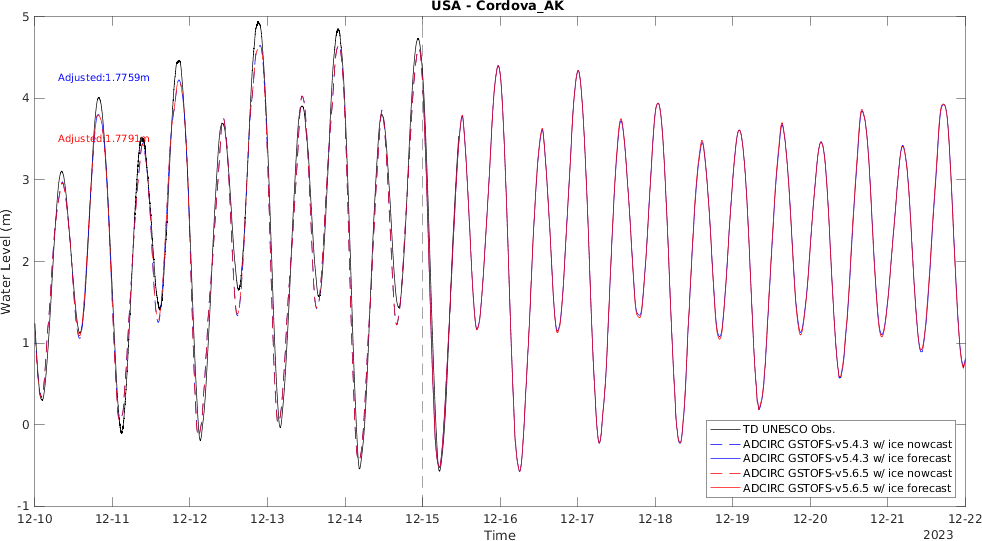 USA - Cordova_AK
5
4
3
2
1
0
-1
Water Level (m)
Adjusted:1.7759m
Adjusted:1.7791m
TD UNESCO Obs.
ADCIRC GSTOFS-v5.4.3 w/ ice nowcast
ADCIRC GSTOFS-v5.4.3 w/ ice forecast
ADCIRC GSTOFS-v5.6.5 w/ ice nowcast
ADCIRC GSTOFS-v5.6.5 w/ ice forecast
12-10 12-11 12-12 12-13 12-14 12-15 12-16 12-17 12-18 12-19 12-20 12-21 12-22
Time
2023